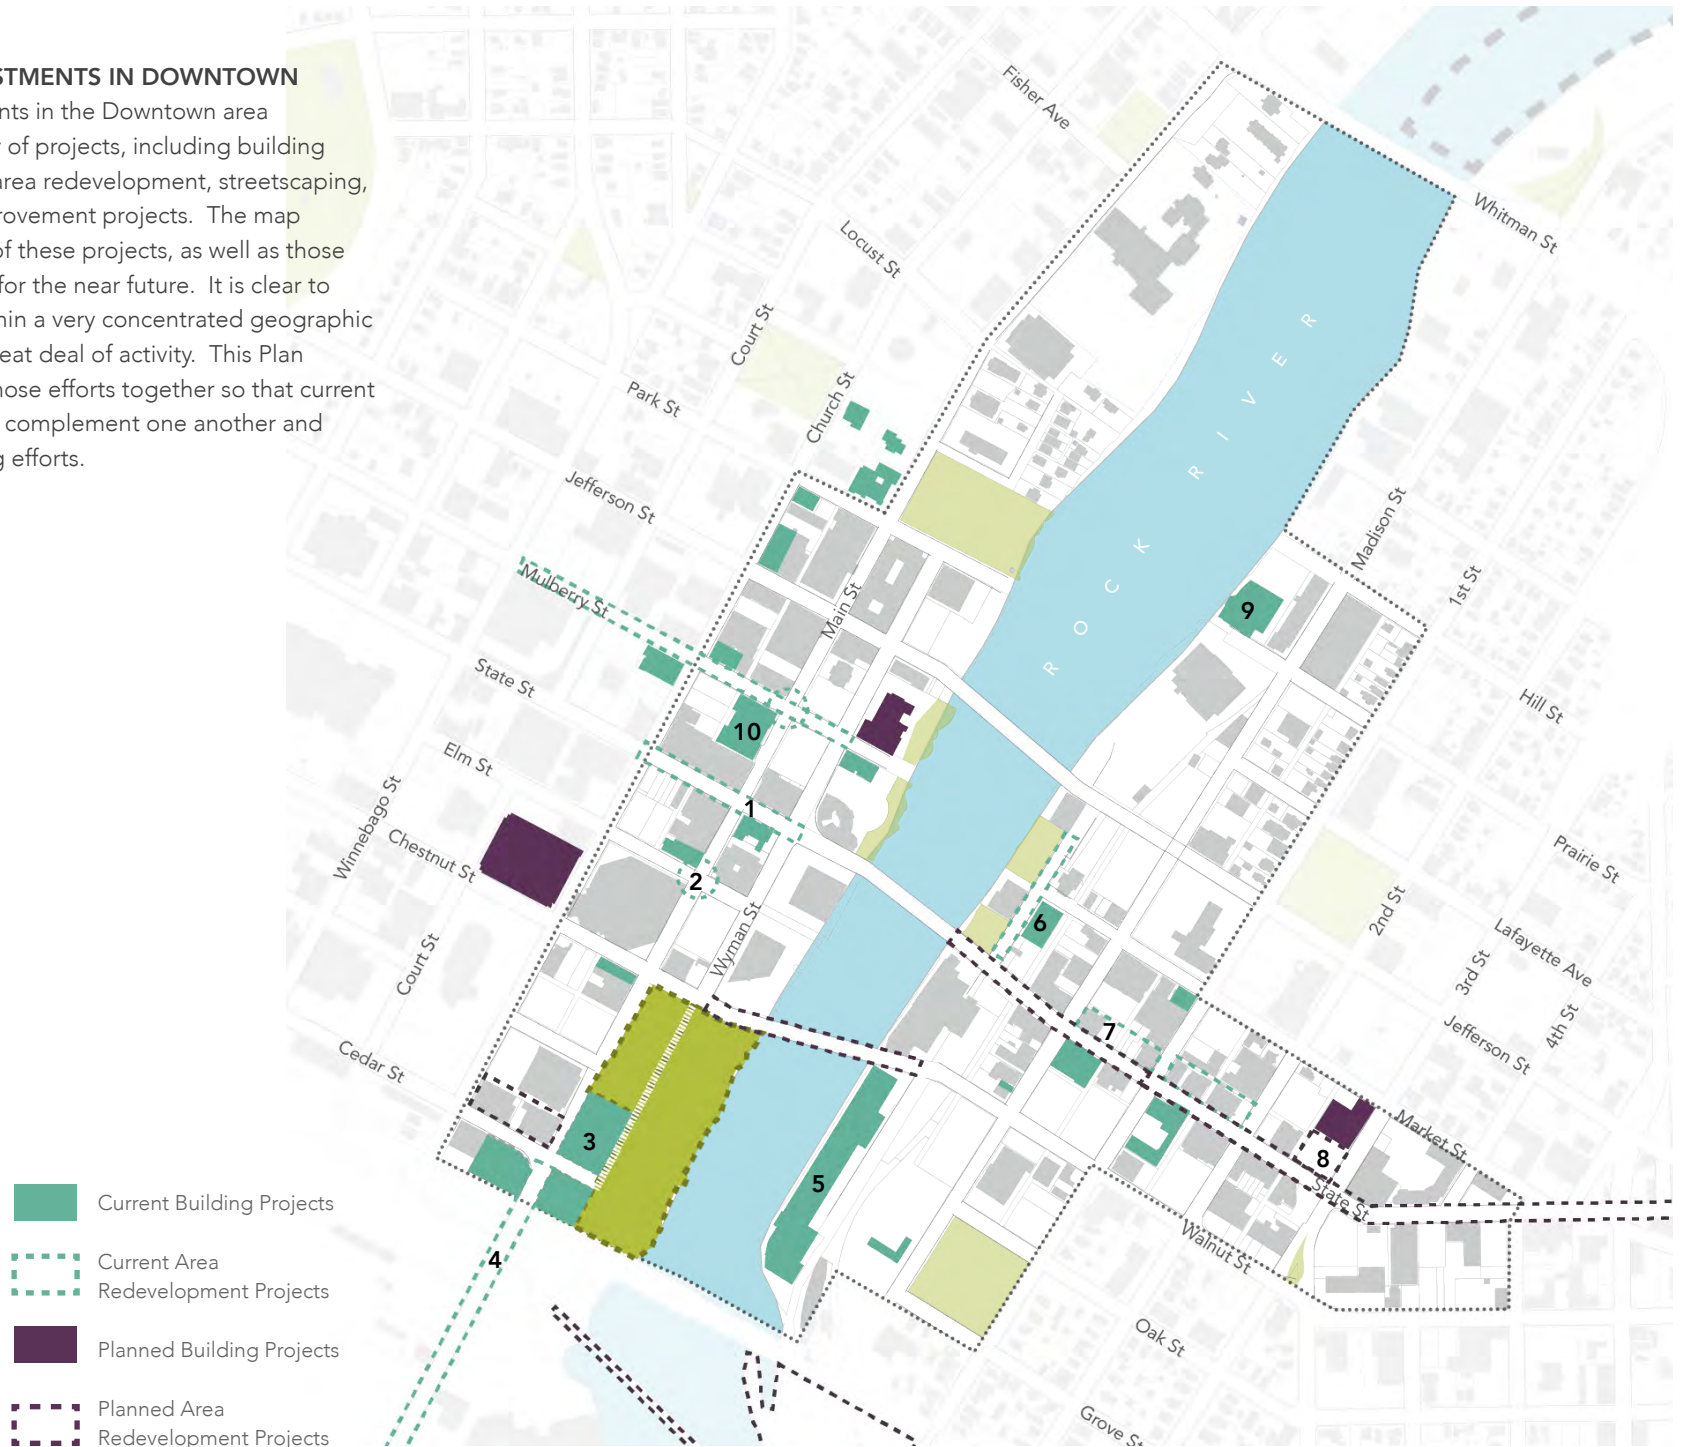 STMENTS IN DOWNTOWN
nts in the Downtown area
of projects, including building
area redevelopment, streetscaping,
rovement projects. The map
of these projects, as well as those
for the near future. It is clear to
hin a very concentrated geographic
eat deal of activity. This Plan
hose efforts together so that current
complement one another and
g efforts.
Fisher Ave
Whitman St
Locust St
Court St
Park St
Church St
ROCK RIVER
Jefferson St
Madison St
1st St
Mulberry St
Main St
9
State St
Hill St
10
Elm St
1
Winnebago St
Chestnut St
2
Prairie St
Wyman St
6
2nd St
Lafayette Ave
Court St
3rd St
4th St
Jefferson St
7
Cedar St
Market St
3
8
5
State St
Walnut St
4
Oak St
Grove St
Current Building Projects
Current Area
Redevelopment Projects
Planned Building Projects
Planned Area
Redevelopment Projects